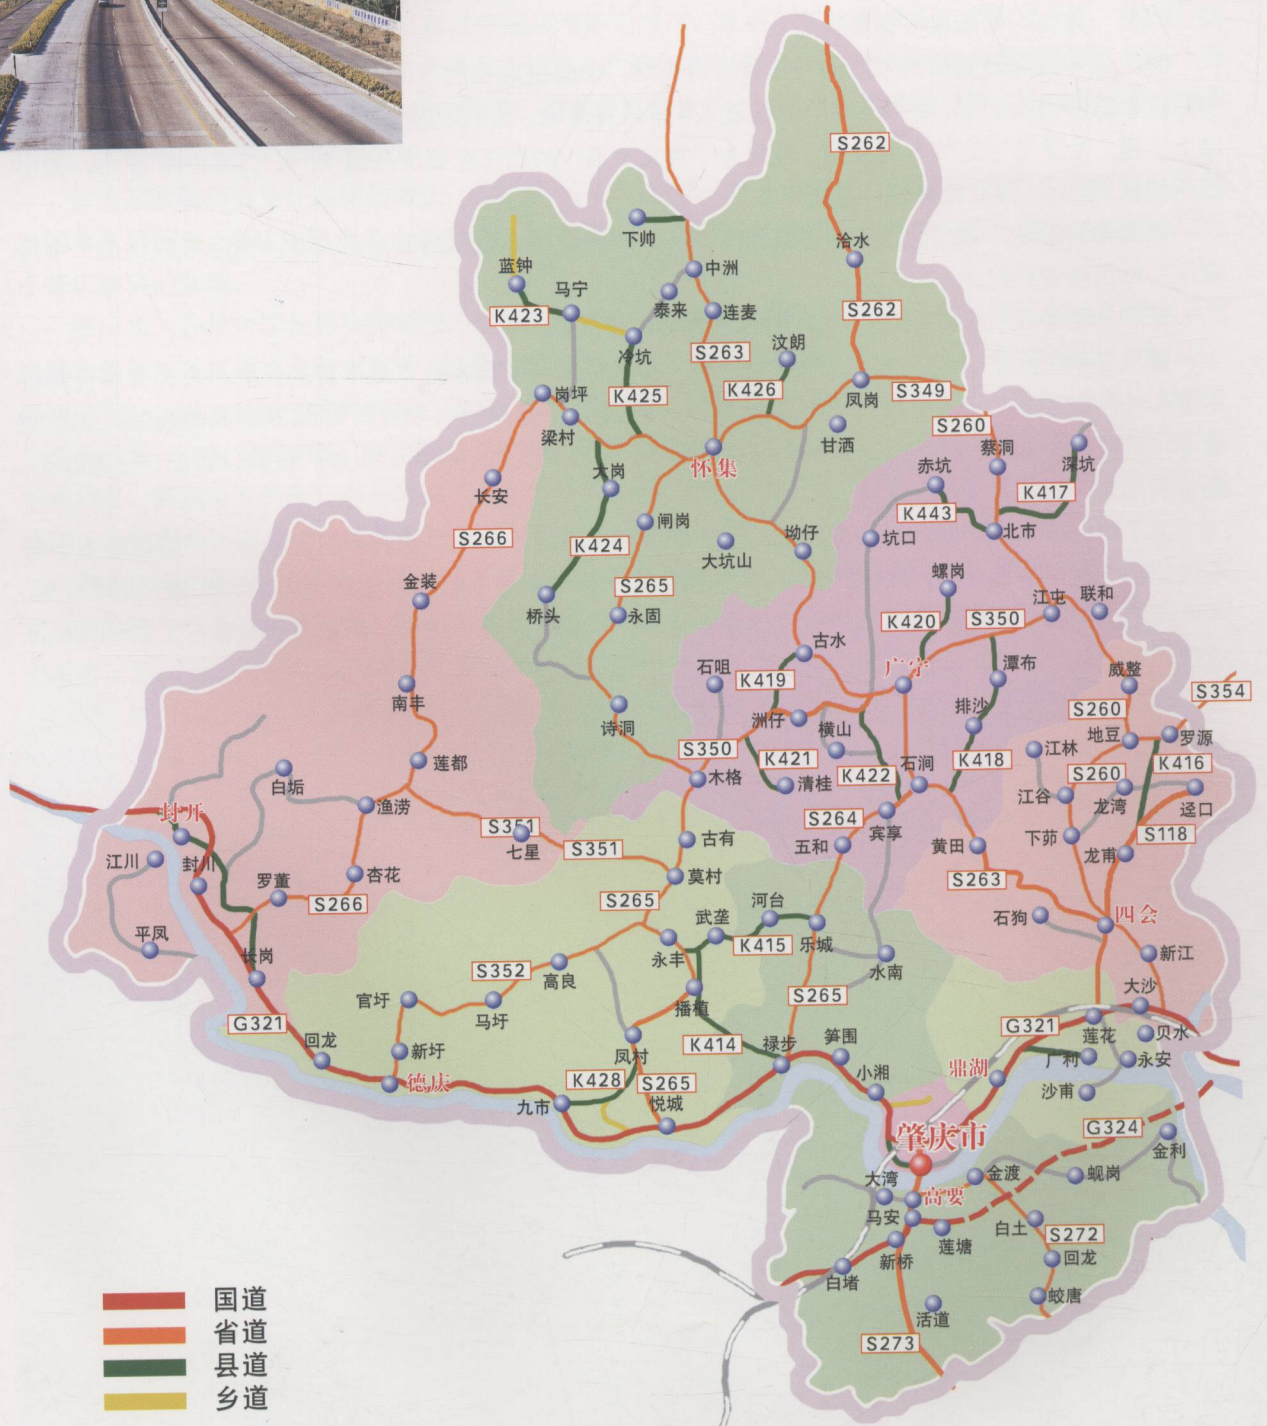 S262
下帅
洽水
中洲
蓝钟
马宁
泰来
连麦
K423
S262
冷坑
S263
汶朗
K425
K426
凤岗
S349
岗坪
梁村
甘洒
S260
蔡洞
怀集
赤坑
深坑
大岗
长安
K417
K443
闸岗
坳仔
坑口
北市
S266
K424
大坑山
螺岗
金装
S265
江屯
联和
桥头
永固
K420
S350
古水
石咀
K419
广宁
潭布
威整
S354
南丰
诗洞
洲仔
横山
排沙
S260
地豆
罗源
S350
江林
莲都
K421
石涧
K418
K416
白垢
木格
清桂
K422
S260
江谷
龙湾
迳口
渔涝
封开
S351
七星
S264
宾亨
下茆
S118
古有
五和
黄田
龙甫
S351
江川
封川
罗董
杏花
莫村
S263
S266
S265
河台
石狗
四会
平凤
武垄
K415
乐城
长岗
永丰
水南
新江
S352
高良
官圩
马圩
播植
S265
大沙
G321
G321
莲花
贝水
回龙
新圩
凤村
K414
禄步
笋围
广利
永安
德庆
K428
S265
小湘
鼎湖
沙甫
九市
悦城
G324
肇庆市
金利
大湾
金渡
蚬岗
高要
马安
白土
S272
莲塘
新桥
回龙
白堵
蛟唐
活道
S273
国道
省道
县道
乡道